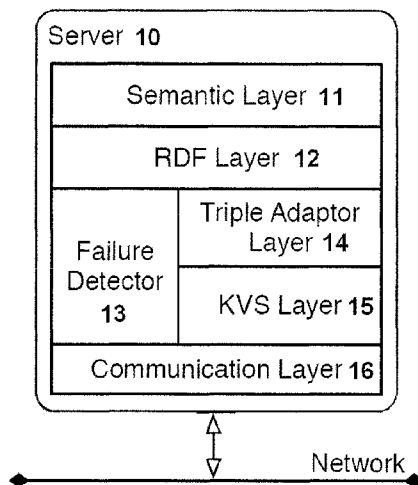 Server 10
Semantic Layer 11
RDF Layer 12
Failure
Detector
13
Triple Adaptor
Layer 14
KVS Layer 15
Communication Layer 16
Network